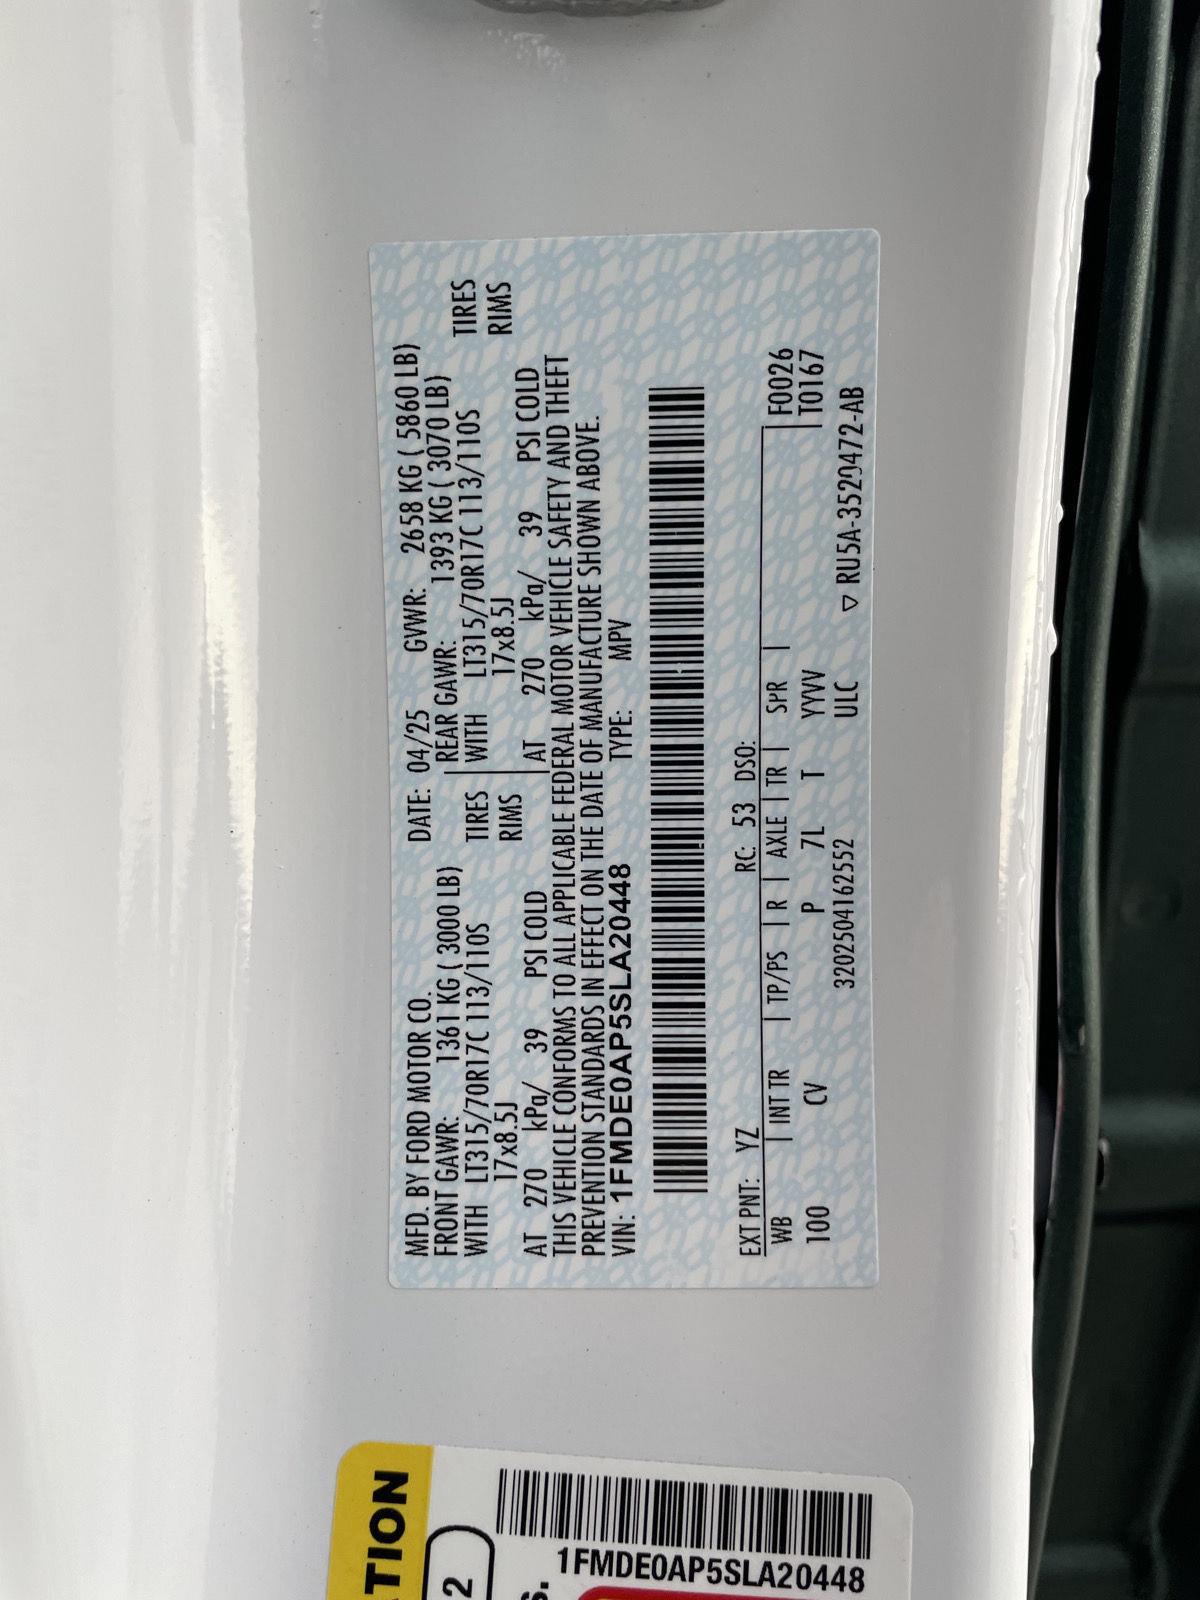 MFD. BY FORD MOTOR CO. DATE: 04/25 GVWR: 2658 KG ( 5860 LB)
FRONT GAWR: 1361 KG ( 3000 LB) REAR GAWR: 1393 KG ( 3070 LB)
WITH LT315/70R17C 113/110S TIRES WITH LT315/70R17C 113/110S TIRES
17x8.5J RIMS 17x8.5J RIMS
AT 270 kPa/ 39 PSI COLD AT 270 kPa/ 39 PSI COLD
THIS VEHICLE CONFORMS TO ALL APPLICABLE FEDERAL MOTOR VEHICLE SAFETY AND THEFT
PREVENTION STANDARDS IN EFFECT ON THE DATE OF MANUFACTURE SHOWN ABOVE.
VIN: 1FMDE0AP5SLA20448 TYPE: MPV
EXT PNT: YZ RC: 53 DSO:
WB | INT TR | TP/PS | R | AXLE | TR | SPR | F0026
100 CV P 7L T YYVV T0167
3202504162552 ULC ▽ RU5A-3520472-AB
ATION
2
S.
1FMDE0AP5SLA20448